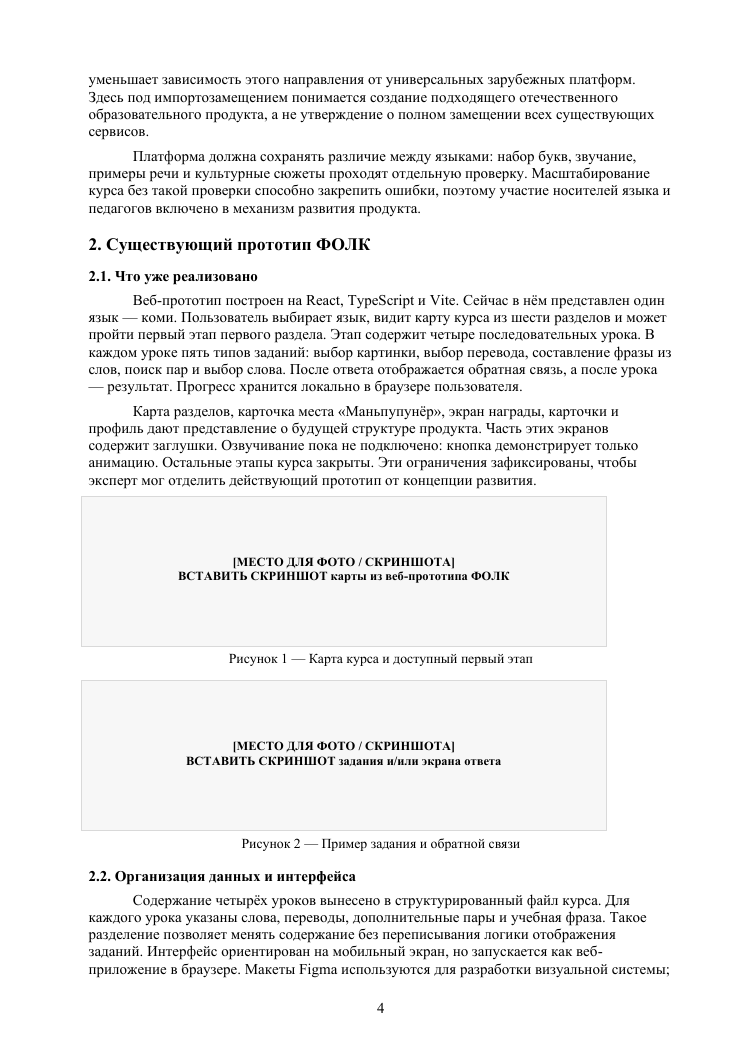 уменьшает зависимость этого направления от универсальных зарубежных платформ.
Здесь под импортозамещением понимается создание подходящего отечественного
образовательного продукта, а не утверждение о полном замещении всех существующих
сервисов.
Платформа должна сохранять различие между языками: набор букв, звучание,
примеры речи и культурные сюжеты проходят отдельную проверку. Масштабирование
курса без такой проверки способно закрепить ошибки, поэтому участие носителей языка и
педагогов включено в механизм развития продукта.
2. Существующий прототип ФОЛК
2.1. Что уже реализовано
Веб-прототип построен на React, TypeScript и Vite. Сейчас в нём представлен один
язык — коми. Пользователь выбирает язык, видит карту курса из шести разделов и может
пройти первый этап первого раздела. Этап содержит четыре последовательных урока. В
каждом уроке пять типов заданий: выбор картинки, выбор перевода, составление фразы из
слов, поиск пар и выбор слова. После ответа отображается обратная связь, а после урока
— результат. Прогресс хранится локально в браузере пользователя.
Карта разделов, карточка места «Маньпупунёр», экран награды, карточки и
профиль дают представление о будущей структуре продукта. Часть этих экранов
содержит заглушки. Озвучивание пока не подключено: кнопка демонстрирует только
анимацию. Остальные этапы курса закрыты. Эти ограничения зафиксированы, чтобы
эксперт мог отделить действующий прототип от концепции развития.
[МЕСТО ДЛЯ ФОТО / СКРИНШОТА]
ВСТАВИТЬ СКРИНШОТ карты из веб-прототипа ФОЛК
Рисунок 1 — Карта курса и доступный первый этап
[МЕСТО ДЛЯ ФОТО / СКРИНШОТА]
ВСТАВИТЬ СКРИНШОТ задания и/или экрана ответа
Рисунок 2 — Пример задания и обратной связи
2.2. Организация данных и интерфейса
Содержание четырёх уроков вынесено в структурированный файл курса. Для
каждого урока указаны слова, переводы, дополнительные пары и учебная фраза. Такое
разделение позволяет менять содержание без переписывания логики отображения
заданий. Интерфейс ориентирован на мобильный экран, но запускается как веб-
приложение в браузере. Макеты Figma используются для разработки визуальной системы;
4